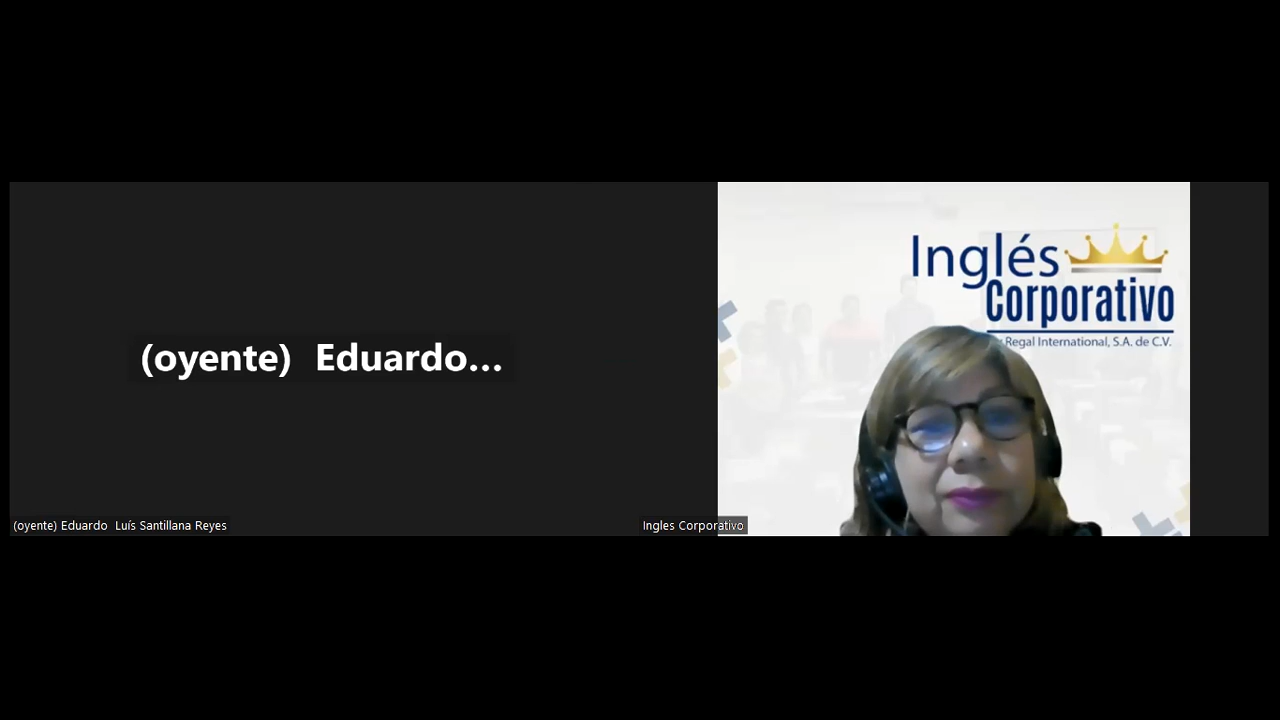 (oyente) Eduardo...
(oyente) Eduardo Luís Santillana Reyes
Inglés
Corporativo
Regal International, S.A. de C.V.
Ingles Corporativo